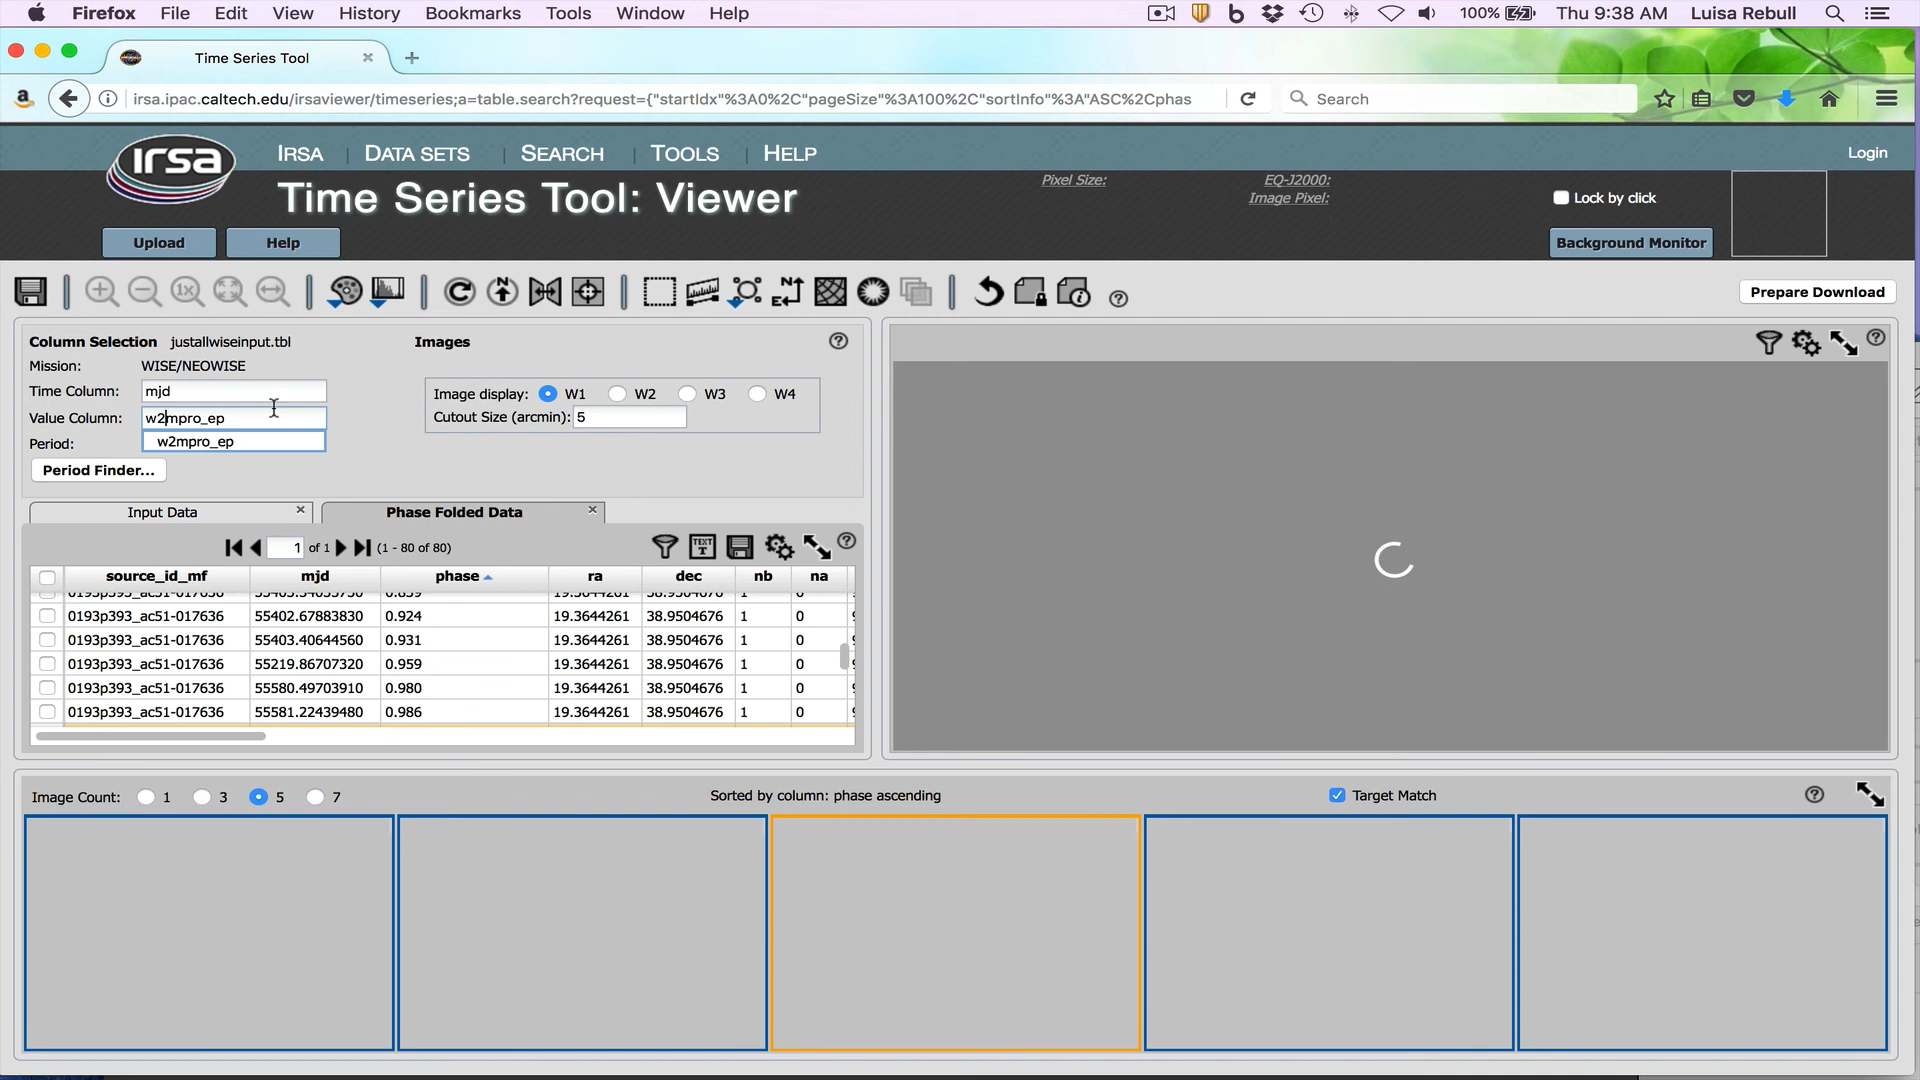 Firefox File Edit View History Bookmarks Tools Window Help 100% Thu 9:38 AM Luisa Rebull
Time Series Tool
irsa.ipac.caltech.edu/irsaviewer/timeseries;a=table.search?request={"startIdx"%3A0%2C"pageSize"%3A100%2C"sortInfo"%3A"ASC%2Cphas Search
irsa IRSA DATA SETS SEARCH TOOLS HELP Login
Time Series Tool: Viewer
Pixel Size: EQ-J2000:
Image Pixel: Lock by click
Upload Help Background Monitor
Prepare Download
Column Selection justallwiseinput.tbl Images
Mission: WISE/NEOWISE
Time Column: mjd Image display: W1 W2 W3 W4
Value Column: w2mpro_ep Cutout Size (arcmin): 5
Period: w2mpro_ep
Period Finder...
Input Data Phase Folded Data
1 of 1 (1 - 80 of 80)
source_id_mf mjd phase ra dec nb na
0193p393_ac51-017636 55402.67883830 0.924 19.3644261 38.9504676 1 0
0193p393_ac51-017636 55403.40644560 0.931 19.3644261 38.9504676 1 0
0193p393_ac51-017636 55219.86707320 0.959 19.3644261 38.9504676 1 0
0193p393_ac51-017636 55580.49703910 0.980 19.3644261 38.9504676 1 0
0193p393_ac51-017636 55581.22439480 0.986 19.3644261 38.9504676 1 0
Image Count: 1 3 5 7 Sorted by column: phase ascending Target Match